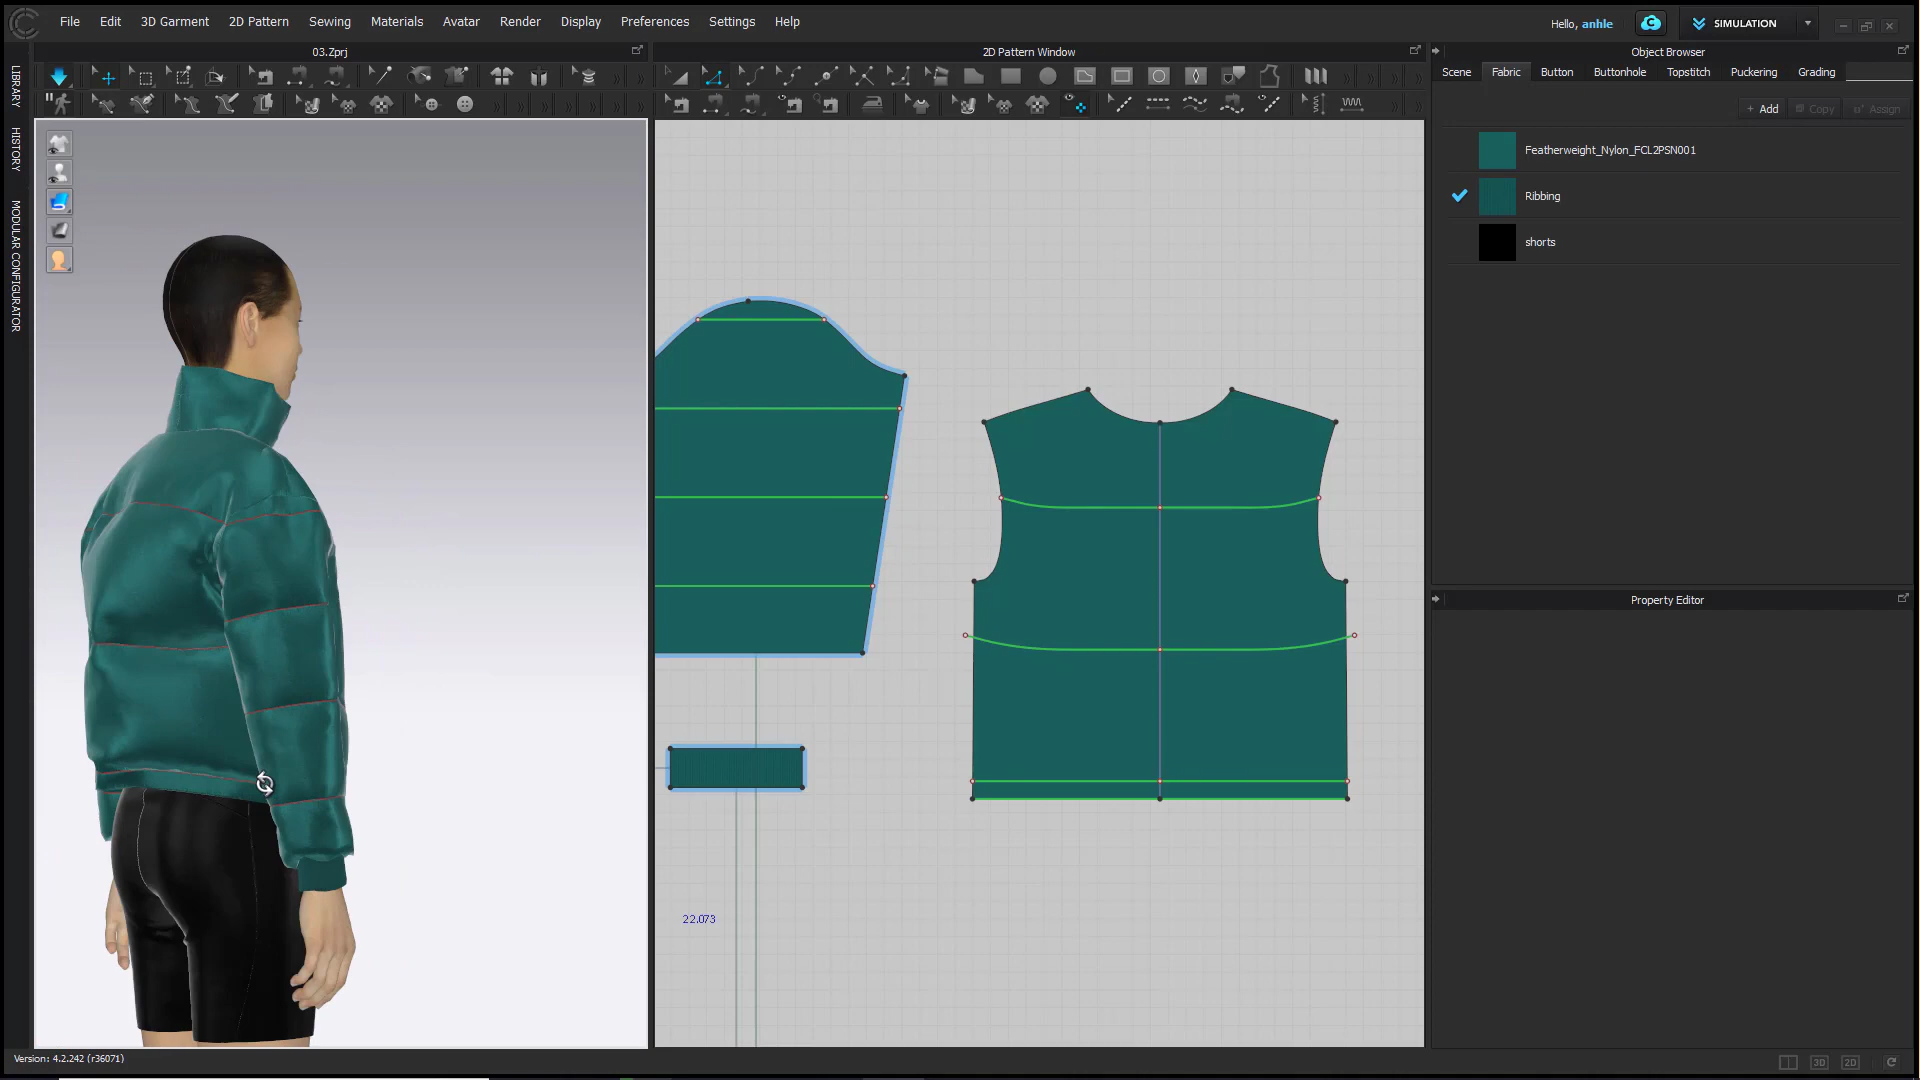 File Edit 3D Garment 2D Pattern Sewing Materials Avatar Render Display Preferences Settings Help
Hello, anhle
SIMULATION
03.Zprj
2D Pattern Window
Object Browser
Scene Fabric Button Buttonhole Topstitch Puckering Grading
+ Add Copy Assign
Featherweight_Nylon_FCL2PSN001
Ribbing
shorts
LIBRARY
HISTORY
MODULAR CONFIGURATOR
Property Editor
22.073
Version: 4.2.242 (r36071)
3D 2D